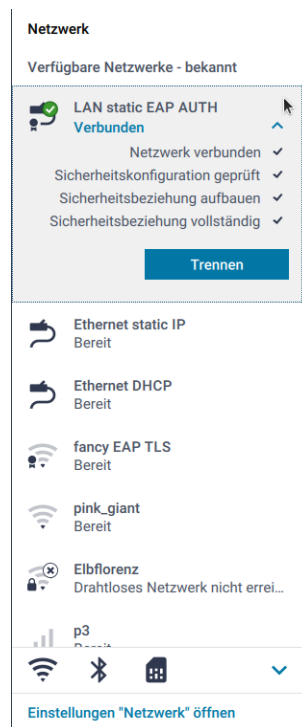 Netzwerk
Verfügbare Netzwerke - bekannt
LAN static EAP AUTH
Verbunden
Netzwerk verbunden
Sicherheitskonfiguration geprüft
Sicherheitsbeziehung aufbauen
Sicherheitsbeziehung vollständig
Trennen
Ethernet static IP
Bereit
Ethernet DHCP
Bereit
fancy EAP TLS
Bereit
pink_giant
Bereit
Elbflorenz
Drahtloses Netzwerk nicht errei...
p3
Einstellungen "Netzwerk" öffnen